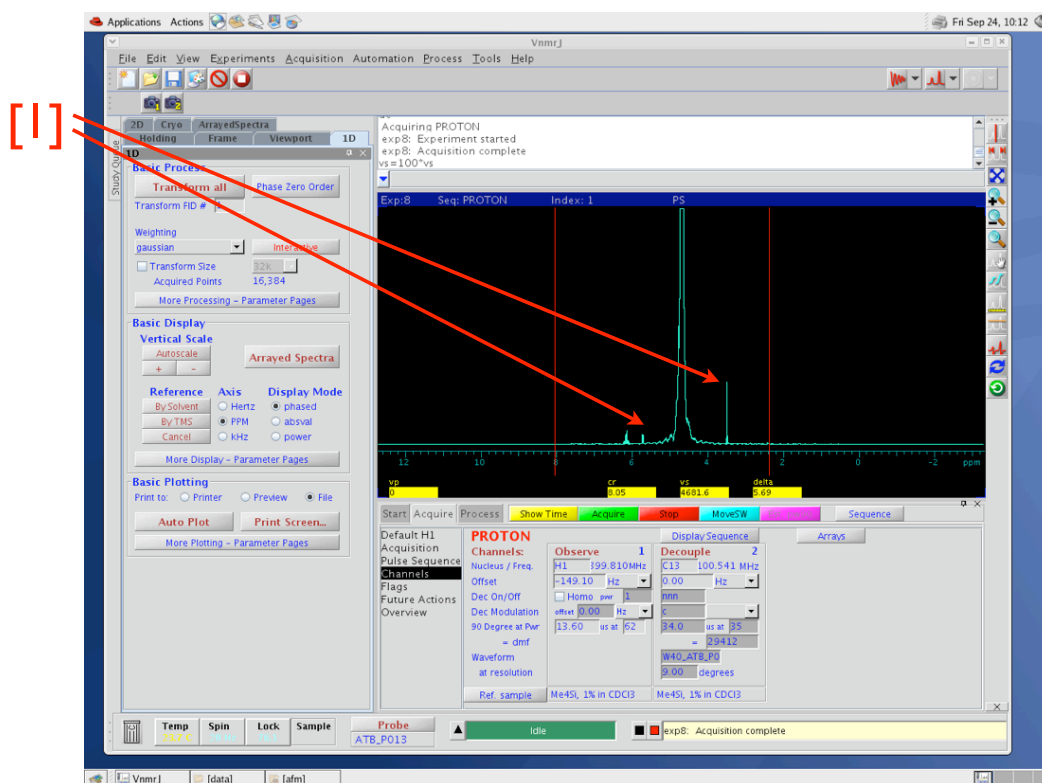 Applications Actions Fri Sep 24, 10:12
VnmrJ
File Edit View Experiments Acquisition Automation Process Tools Help
[1]
Study Queue
2D Cryo ArrayedSpectra
Holding Frame Viewport 1D
1D
Basic Process
Transform all Phase Zero Order
Transform FID #
Weighting
gaussian Interactive
Transform Size 32k
Acquired Points 16,384
More Processing – Parameter Pages
Basic Display
Vertical Scale
Autoscale
+ - Arrayed Spectra
Reference Axis Display Mode
By Solvent Hertz phased
By TMS PPM absval
Cancel kHz power
More Display – Parameter Pages
Basic Plotting
Print to: Printer Preview File
Auto Plot Print Screen...
More Plotting – Parameter Pages
Acquiring PROTON
exp8: Experiment started
exp8: Acquisition complete
vs=100*vs
Exp:8 Seq: PROTON Index: 1 PS
12 10 8 6 4 2 0 -2 ppm
vp cr vs delta
0 8.05 4681.6 5.69
Start Acquire Process Show Time Acquire Stop MoveSW Sequence
Default H1
Acquisition
Pulse Sequence
Channels
Flags
Future Actions
Overview
PROTON Display Sequence Arrays
Channels: Observe 1 Decouple 2
Nucleus / Freq. H1 399.810MHz C13 100.541 MHz
Offset -149.10 Hz 0.00 Hz
Dec On/Off Homo pwr 1 nnn
Dec Modulation offset 0.00 Hz c
90 Degree at Pwr 13.60 us at 62 34.0 us at 35
= dmf = 29412
Waveform W40_ATB_P0
at resolution 9.00 degrees
Ref. sample Me4Si, 1% in CDCl3 Me4Si, 1% in CDCl3
Temp Spin Lock Sample
Probe
ATB_P013
Idle
exp8: Acquisition complete
VnmrJ [data] [afm]